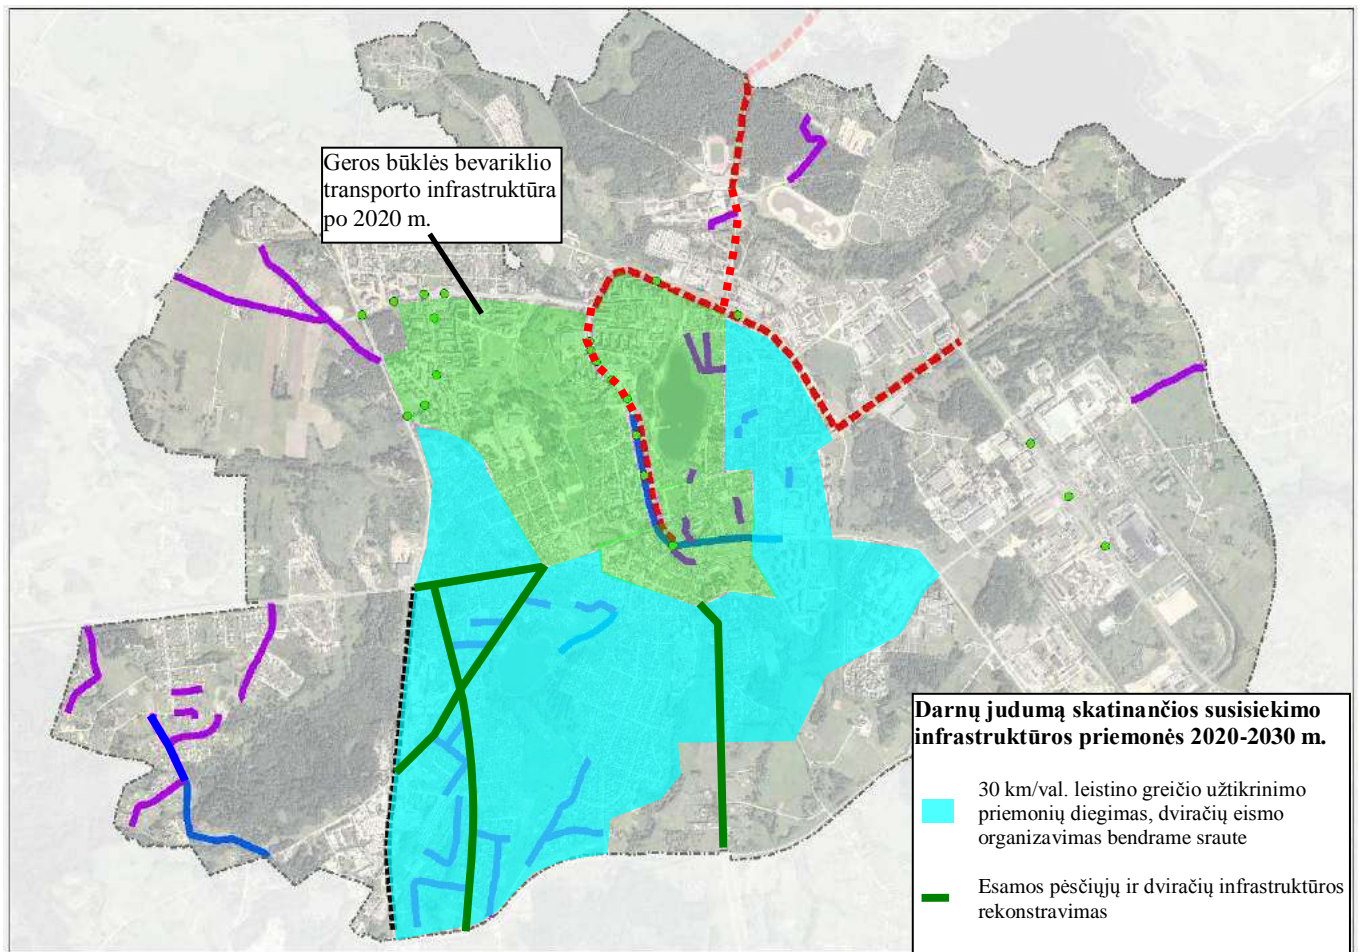 Geros būklės bevariklio
transporto infrastruktūra
po 2020 m.
Darnų judumą skatinančios susisiekimo
infrastruktūros priemonės 2020-2030 m.
30 km/val. leistino greičio užtikrinimo
priemonių diegimas, dviračių eismo
organizavimas bendrame sraute
Esamos pėsčiųjų ir dviračių infrastruktūros
rekonstravimas